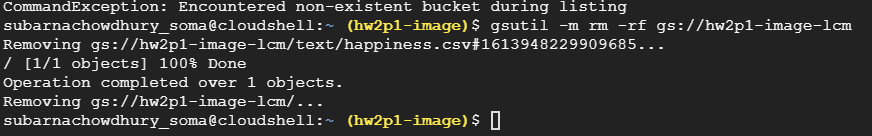 CommandException: Encountered non-existent bucket during listing
subarnachowdhury_soma@cloudshell:~ (hw2p1-image)$ gsutil -m rm -rf gs://hw2p1-image-lcm
Removing gs://hw2p1-image-lcm/text/happiness.csv#1613948229909685...
/ [1/1 objects] 100% Done
Operation completed over 1 objects.
Removing gs://hw2p1-image-lcm/...
subarnachowdhury_soma@cloudshell:~ (hw2p1-image)$